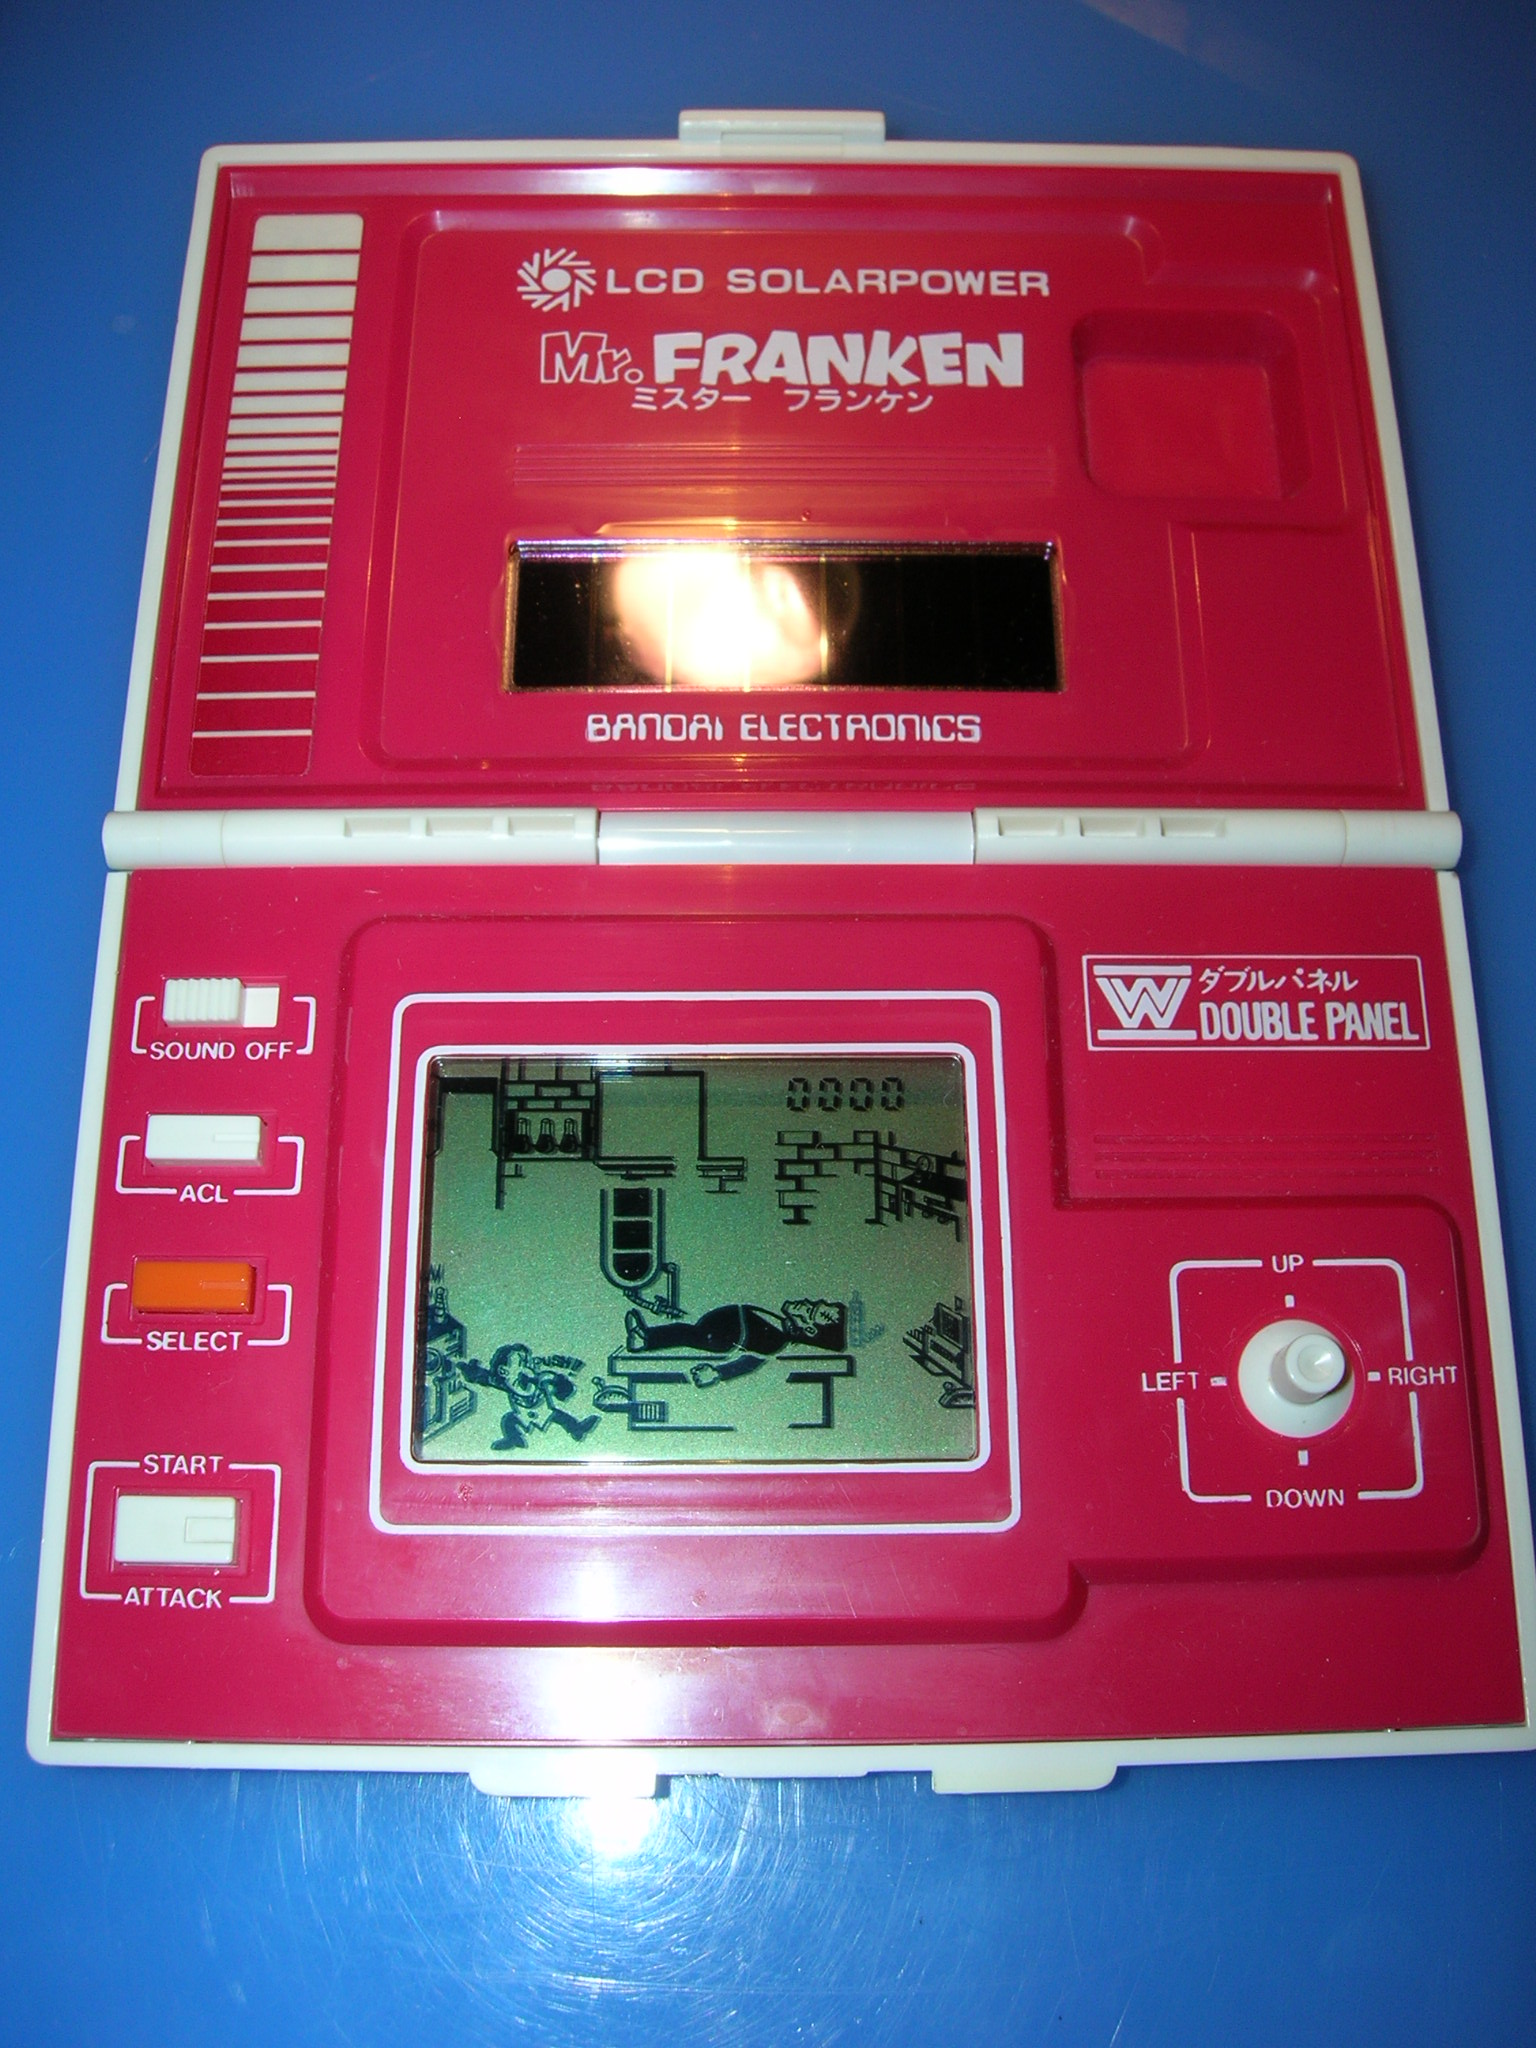 LCD SOLARPOWER
Mr. FRANKEN
ミスター フランケン
BANDAI ELECTRONICS
ダブルパネル
W DOUBLE PANEL
SOUND OFF
ACL
SELECT
START
ATTACK
0000
PUSH!!
UP
LEFT
RIGHT
DOWN